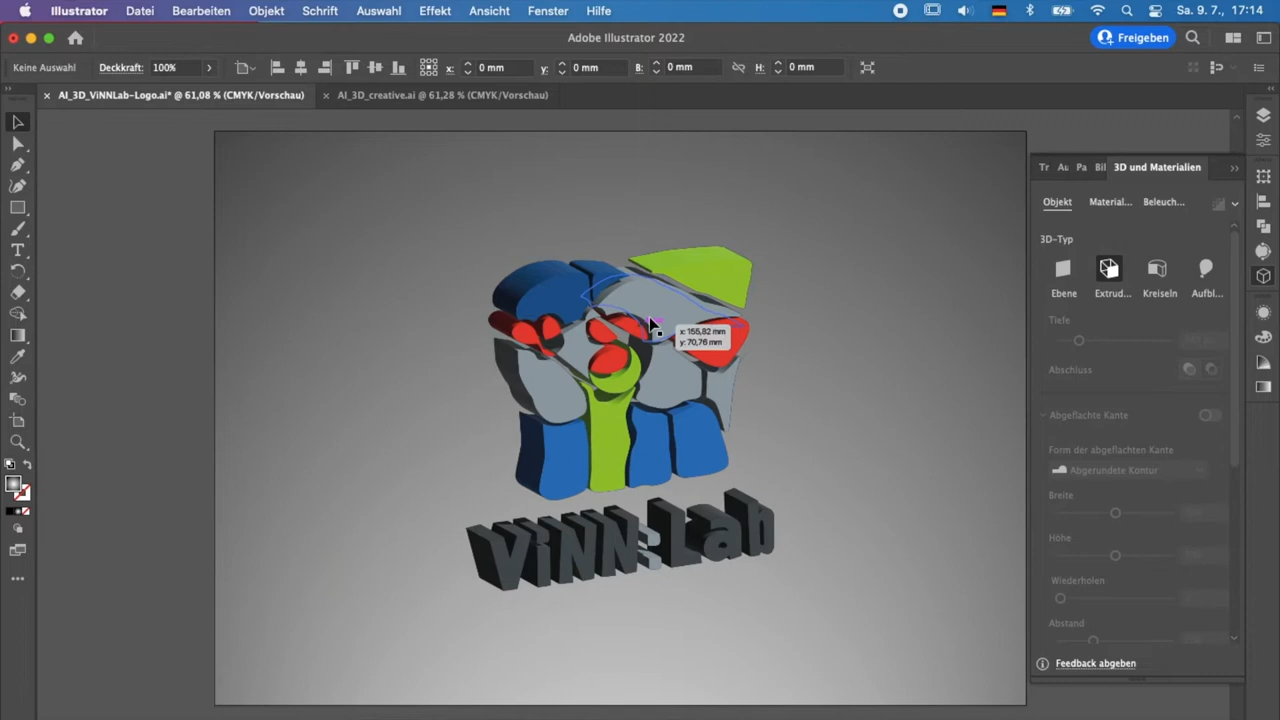 Illustrator Datei Bearbeiten Objekt Schrift Auswahl Effekt Ansicht Fenster Hilfe Sa. 9. 7., 17:14
Adobe Illustrator 2022 Freigeben
Keine Auswahl Deckkraft: 100% x: 0 mm y: 0 mm B: 0 mm H: 0 mm
AI_3D_ViNNLab-Logo.ai* @ 61,08 % (CMYK/Vorschau) AI_3D_creative.ai @ 61,28 % (CMYK/Vorschau)
Tr Au Pa Bil 3D und Materialien
Objekt Material... Beleuch...
3D-Typ
Ebene Extrud... Kreiseln Aufbl...
Tiefe
x: 155,82 mm
y: 70,76 mm
Abschluss
Abgeflachte Kante
Form der abgeflachten Kante
Abgerundete Kontur
Breite
Höhe
ViNN:Lab
Wiederholen
Abstand
Feedback abgeben